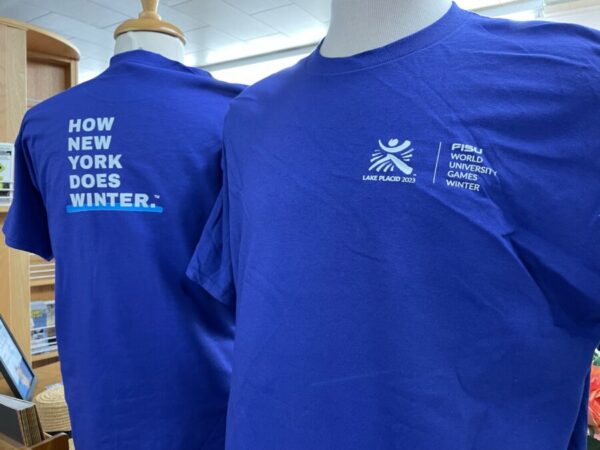 HOW
NEW
YORK
DOES
WINTER.™
LAKE PLACID 2023
FISU
WORLD
UNIVERSITY
GAMES
WINTER